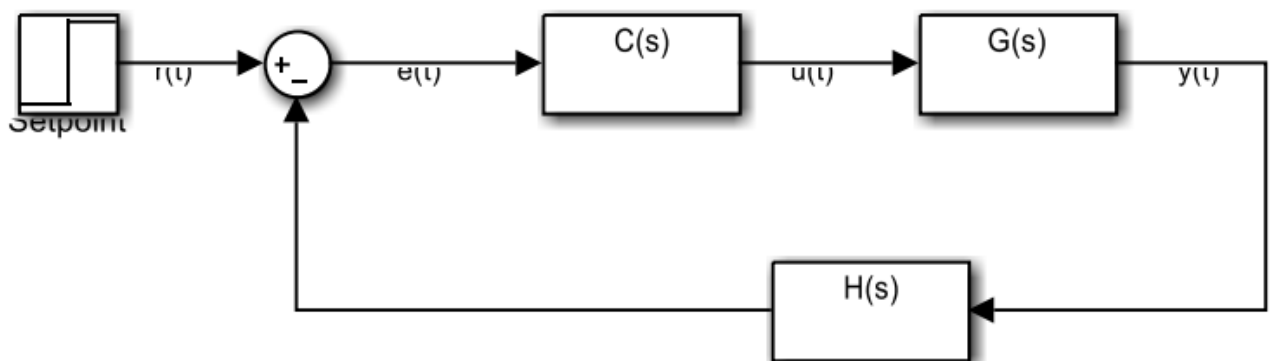 C(s)
G(s)
+
−
r(t)
e(t)
u(t)
y(t)
Setpoint
H(s)